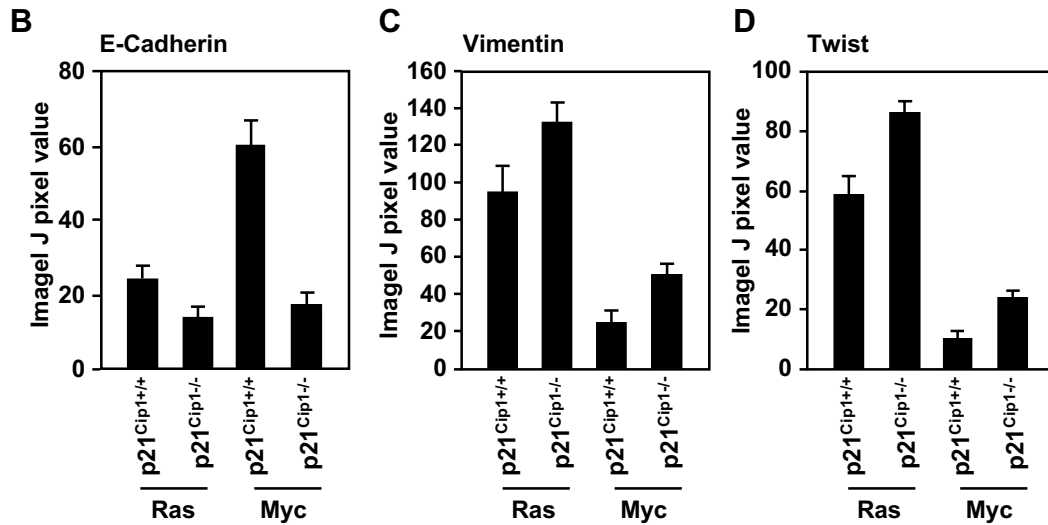 B
E-Cadherin
ImageJ pixel value
80
60
40
20
0
p21Cip1+/+
p21Cip1-/-
p21Cip1+/+
p21Cip1-/-
Ras
Myc
C
Vimentin
Imagel J pixel value
160
140
120
100
80
60
40
20
0
p21Cip1+/+
p21Cip1-/-
p21Cip1+/+
p21Cip1-/-
Ras
Myc
D
Twist
Imagel J pixel value
100
80
60
40
20
0
p21Cip1+/+
p21Cip1-/-
p21Cip1+/+
p21Cip1-/-
Ras
Myc